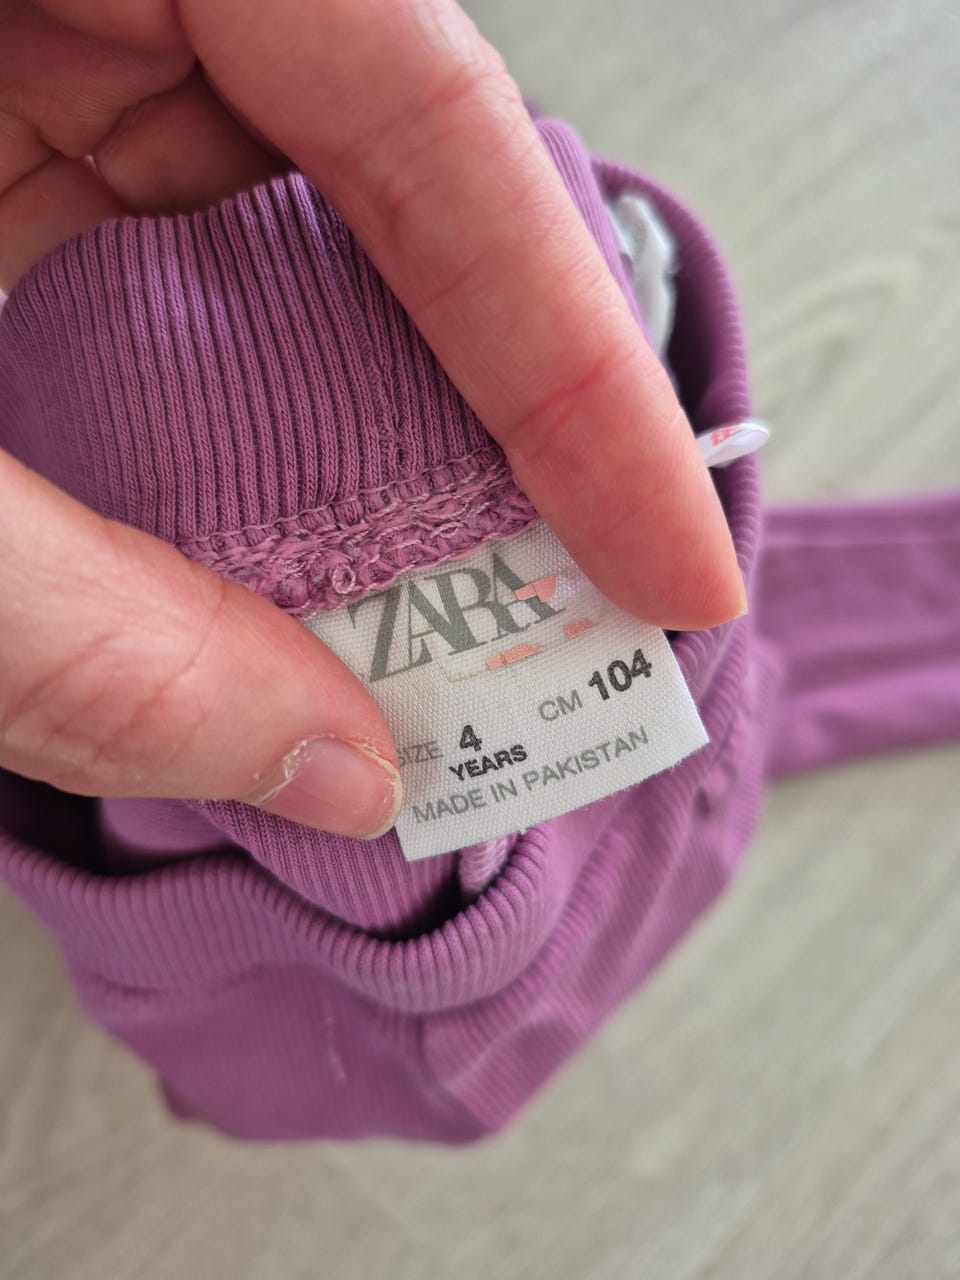 ZARA
CM 104
SIZE 4
YEARS
MADE IN PAKISTAN